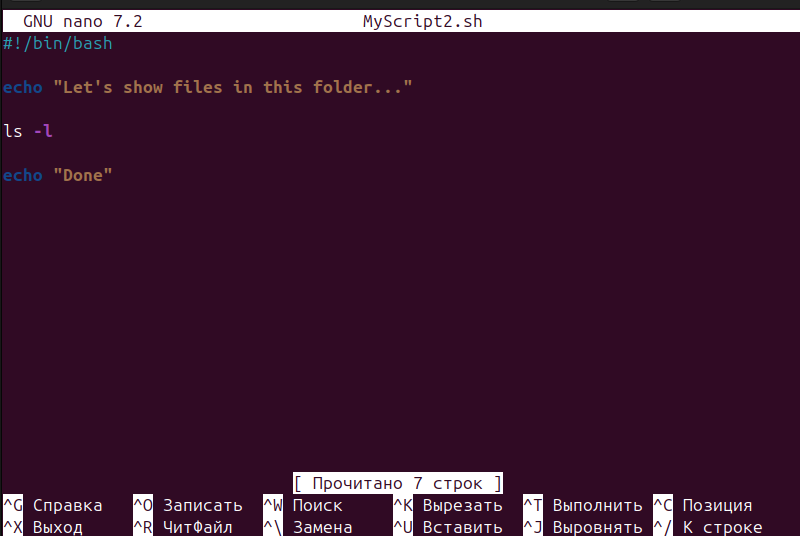 GNU nano 7.2 MyScript2.sh
#!/bin/bash
echo "Let's show files in this folder..."
ls -l
echo "Done"
[ Прочитано 7 строк ]
^G Справка ^O Записать ^W Поиск ^K Вырезать ^T Выполнить ^C Позиция
^X Выход ^R ЧитФайл ^\ Замена ^U Вставить ^J Выровнять ^/ К строке